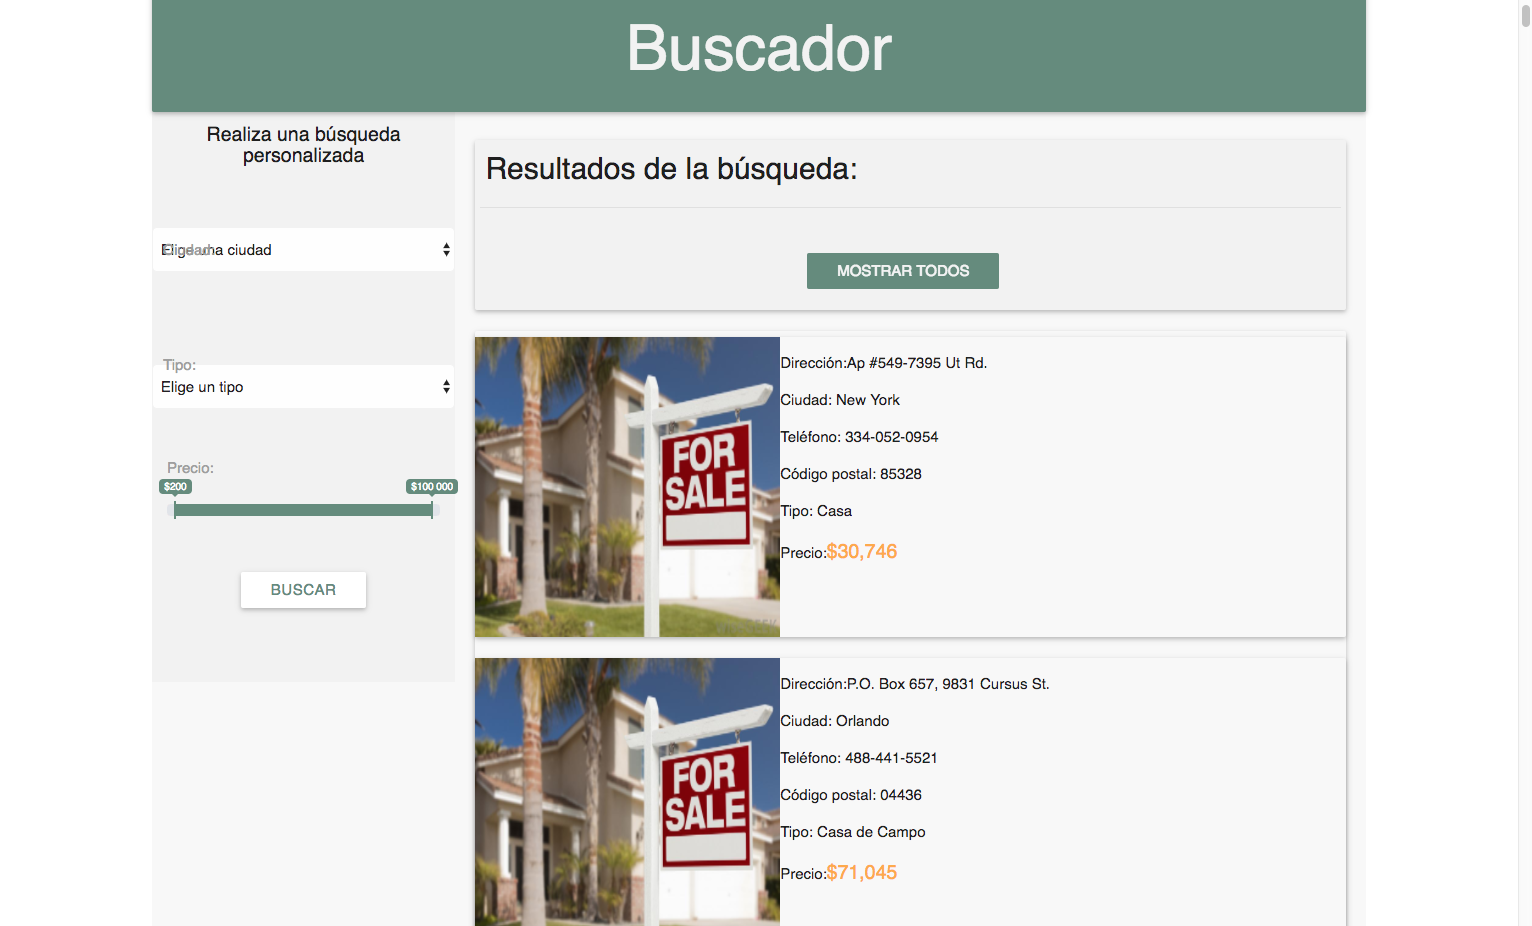 Buscador
Realiza una búsqueda
personalizada
Ciudad:
Elige una ciudad
Tipo:
Elige un tipo
Precio:
$200
$100 000
BUSCAR
Resultados de la búsqueda:
MOSTRAR TODOS
FOR
SALE
Dirección:Ap #549-7395 Ut Rd.
Ciudad: New York
Teléfono: 334-052-0954
Código postal: 85328
Tipo: Casa
Precio:$30,746
FOR
SALE
Dirección:P.O. Box 657, 9831 Cursus St.
Ciudad: Orlando
Teléfono: 488-441-5521
Código postal: 04436
Tipo: Casa de Campo
Precio:$71,045